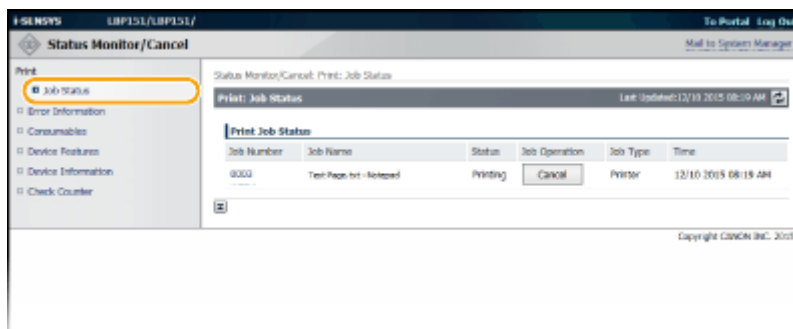 i-SENSYS LBP151/LBP151/ To Portal Log Ou
Status Monitor/Cancel Mail to System Manager
Print
Job Status
Error Information
Consumables
Device Features
Device Information
Check Counter
Status Monitor/Cancel: Print: Job Status
Print: Job Status Last Updated:12/10 2015 08:19 AM
Print Job Status
Job Number Job Name Status Job Operation Job Type Time
0003 Test Page.txt - Notepad Printing Cancel Printer 12/10 2015 08:19 AM
Copyright CANON INC. 2015